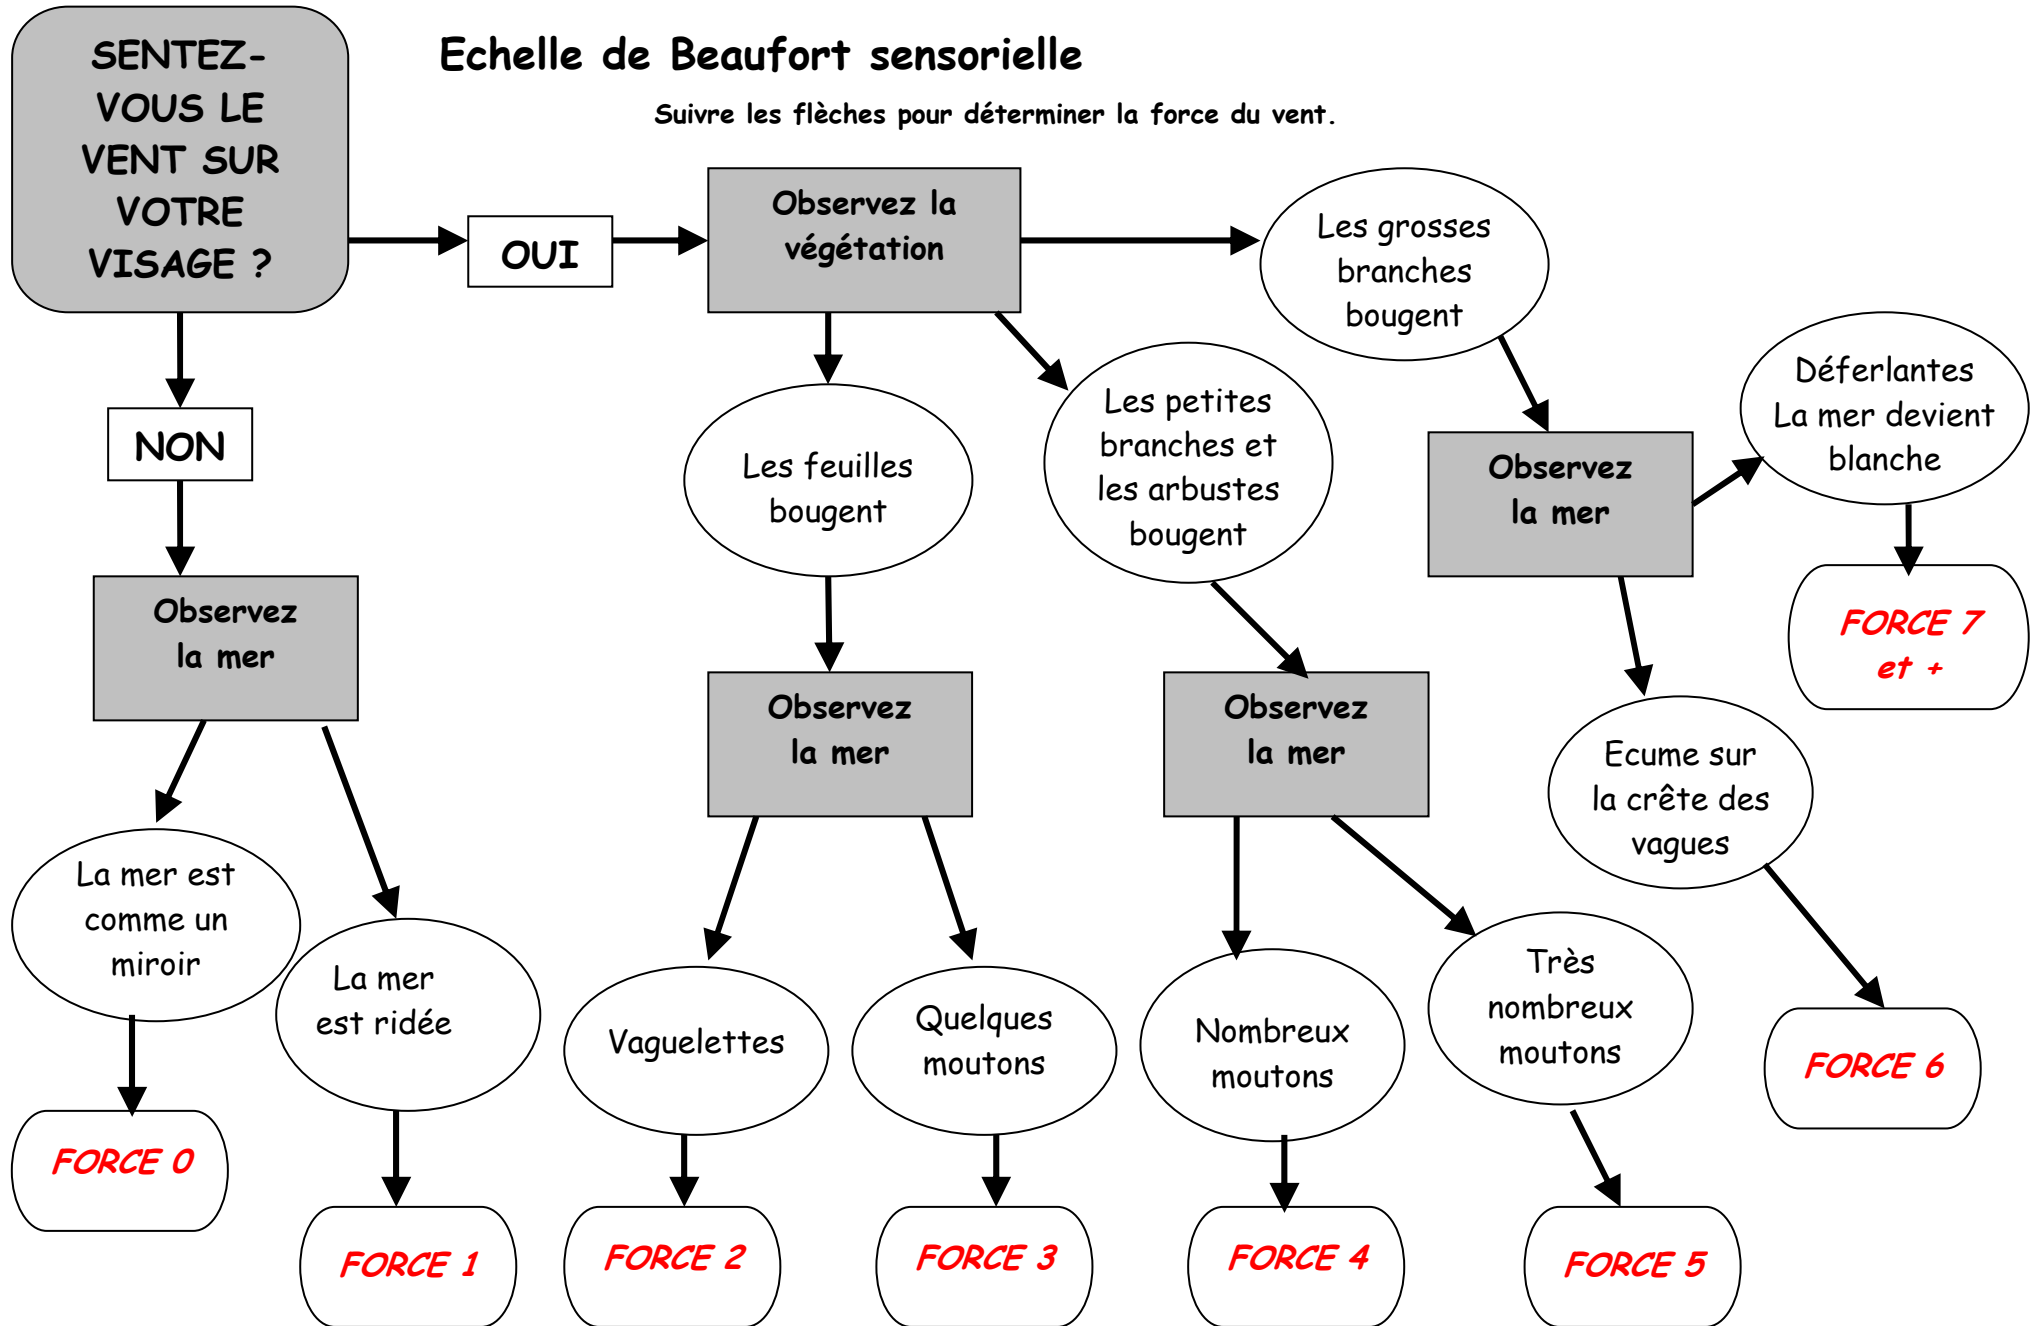 SENTEZ-
VOUS LE
VENT SUR
VOTRE
VISAGE ?
Echelle de Beaufort sensorielle
Suivre les flèches pour déterminer la force du vent.
OUI
Observez la
végétation
Les grosses
branches
bougent
NON
Les feuilles
bougent
Les petites
branches et
les arbustes
bougent
Observez
la mer
Déferlantes
La mer devient
blanche
FORCE 7
et +
Observez
la mer
Observez
la mer
Observez
la mer
Ecume sur
la crête des
vagues
La mer est
comme un
miroir
La mer
est ridée
Vaguelettes
Quelques
moutons
Nombreux
moutons
Très
nombreux
moutons
FORCE 6
FORCE 0
FORCE 1
FORCE 2
FORCE 3
FORCE 4
FORCE 5